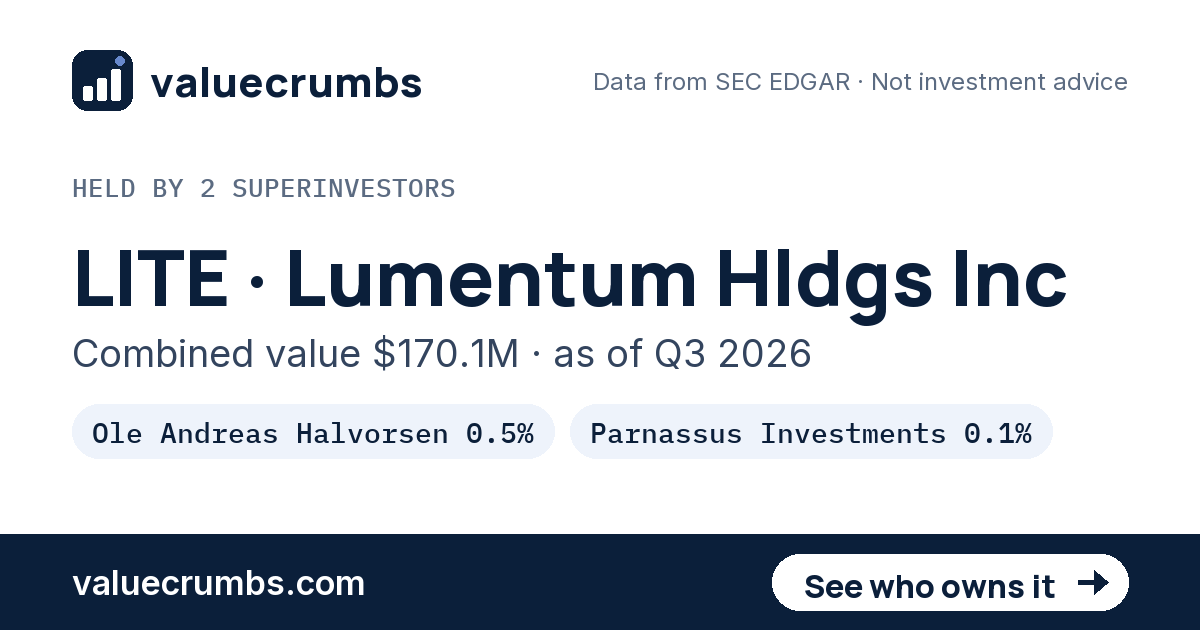 valuecrumbs
Data from SEC EDGAR · Not investment advice
HELD BY 2 SUPERINVESTORS
LITE · Lumentum Hldgs Inc
Combined value $170.1M · as of Q3 2026
Ole Andreas Halvorsen 0.5%
Parnassus Investments 0.1%
valuecrumbs.com
See who owns it